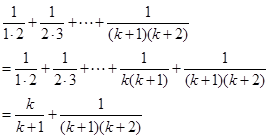 1/(1·2) + 1/(2·3) + ⋯ + 1/((k+1)(k+2))
= 1/(1·2) + 1/(2·3) + ⋯ + 1/(k(k+1)) + 1/((k+1)(k+2))
= k/(k+1) + 1/((k+1)(k+2))